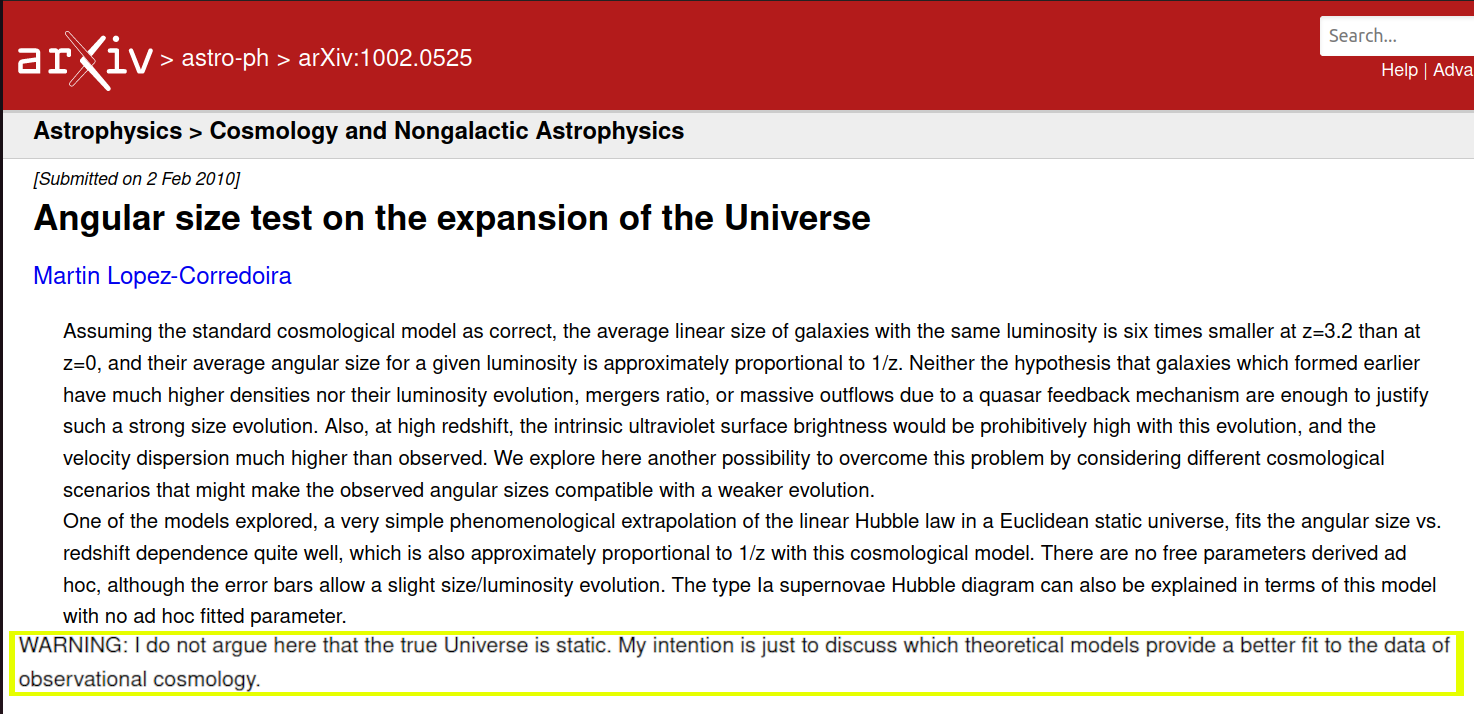 arXiv > astro-ph > arXiv:1002.0525
Search...
Help | Adva
Astrophysics > Cosmology and Nongalactic Astrophysics
[Submitted on 2 Feb 2010]
Angular size test on the expansion of the Universe
Martin Lopez-Corredoira
Assuming the standard cosmological model as correct, the average linear size of galaxies with the same luminosity is six times smaller at z=3.2 than at
z=0, and their average angular size for a given luminosity is approximately proportional to 1/z. Neither the hypothesis that galaxies which formed earlier
have much higher densities nor their luminosity evolution, mergers ratio, or massive outflows due to a quasar feedback mechanism are enough to justify
such a strong size evolution. Also, at high redshift, the intrinsic ultraviolet surface brightness would be prohibitively high with this evolution, and the
velocity dispersion much higher than observed. We explore here another possibility to overcome this problem by considering different cosmological
scenarios that might make the observed angular sizes compatible with a weaker evolution.
One of the models explored, a very simple phenomenological extrapolation of the linear Hubble law in a Euclidean static universe, fits the angular size vs.
redshift dependence quite well, which is also approximately proportional to 1/z with this cosmological model. There are no free parameters derived ad
hoc, although the error bars allow a slight size/luminosity evolution. The type Ia supernovae Hubble diagram can also be explained in terms of this model
with no ad hoc fitted parameter.
WARNING: I do not argue here that the true Universe is static. My intention is just to discuss which theoretical models provide a better fit to the data of
observational cosmology.